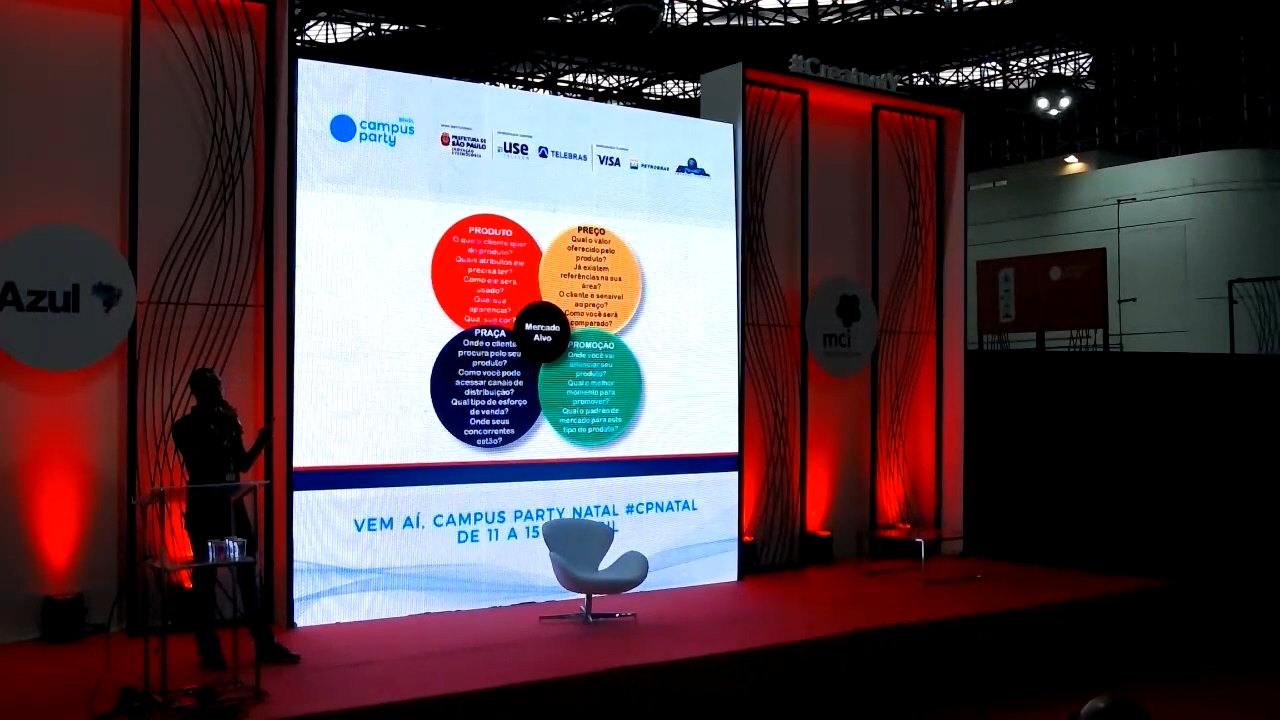 #Creativity
BRASIL
campus
party
PREFEITURA DE
SÃO PAULO
use
TELECOM
TELEBRAS
VISA
PETROBRAS
Azul
mci
PRODUTO
O que o cliente quer
do produto?
Quais atributos ele
precisa ter?
Como ele será
usado?
Qual sua
aparência?
Qual sua cor?
PREÇO
Qual o valor
oferecido pelo
produto?
Já existem
referências na sua
área?
O cliente é sensível
ao preço?
Como você será
comparado?
Mercado
Alvo
PRAÇA
Onde o cliente
procura pelo seu
produto?
Como você pode
acessar canais de
distribuição?
Qual tipo de esforço
de venda?
Onde seus
concorrentes
estão?
PROMOÇÃO
Onde você vai
anunciar seu
produto?
Qual o melhor
momento para
promover?
Qual o padrão de
mercado para este
tipo de produto?
VEM AÍ, CAMPUS PARTY NATAL #CPNATAL
DE 11 A 15